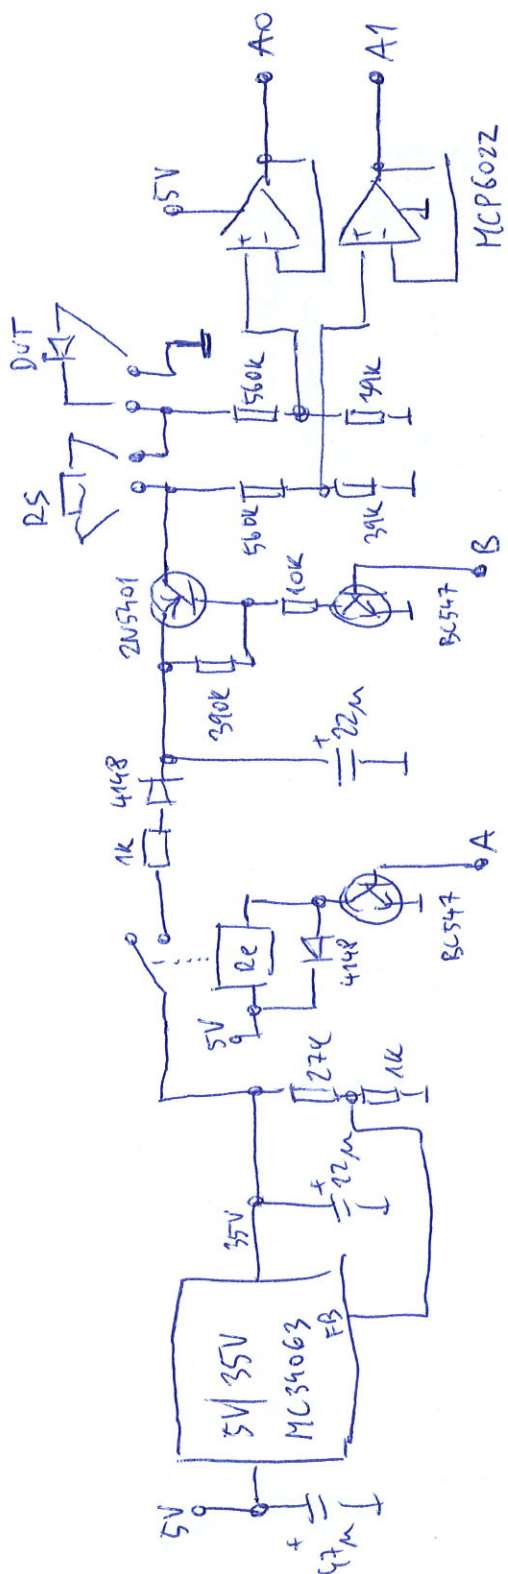 5V
+
47µ
5V/35V
MC34063
FB
35V
+
22µ
27K
1K
5V
Re
4148
BC547
A
1K
4148
+
22µ
390K
2N5401
10K
BC547
B
RS
560K
39K
DUT
560K
39K
5V
+
-
A0
+
-
A1
MCP6022